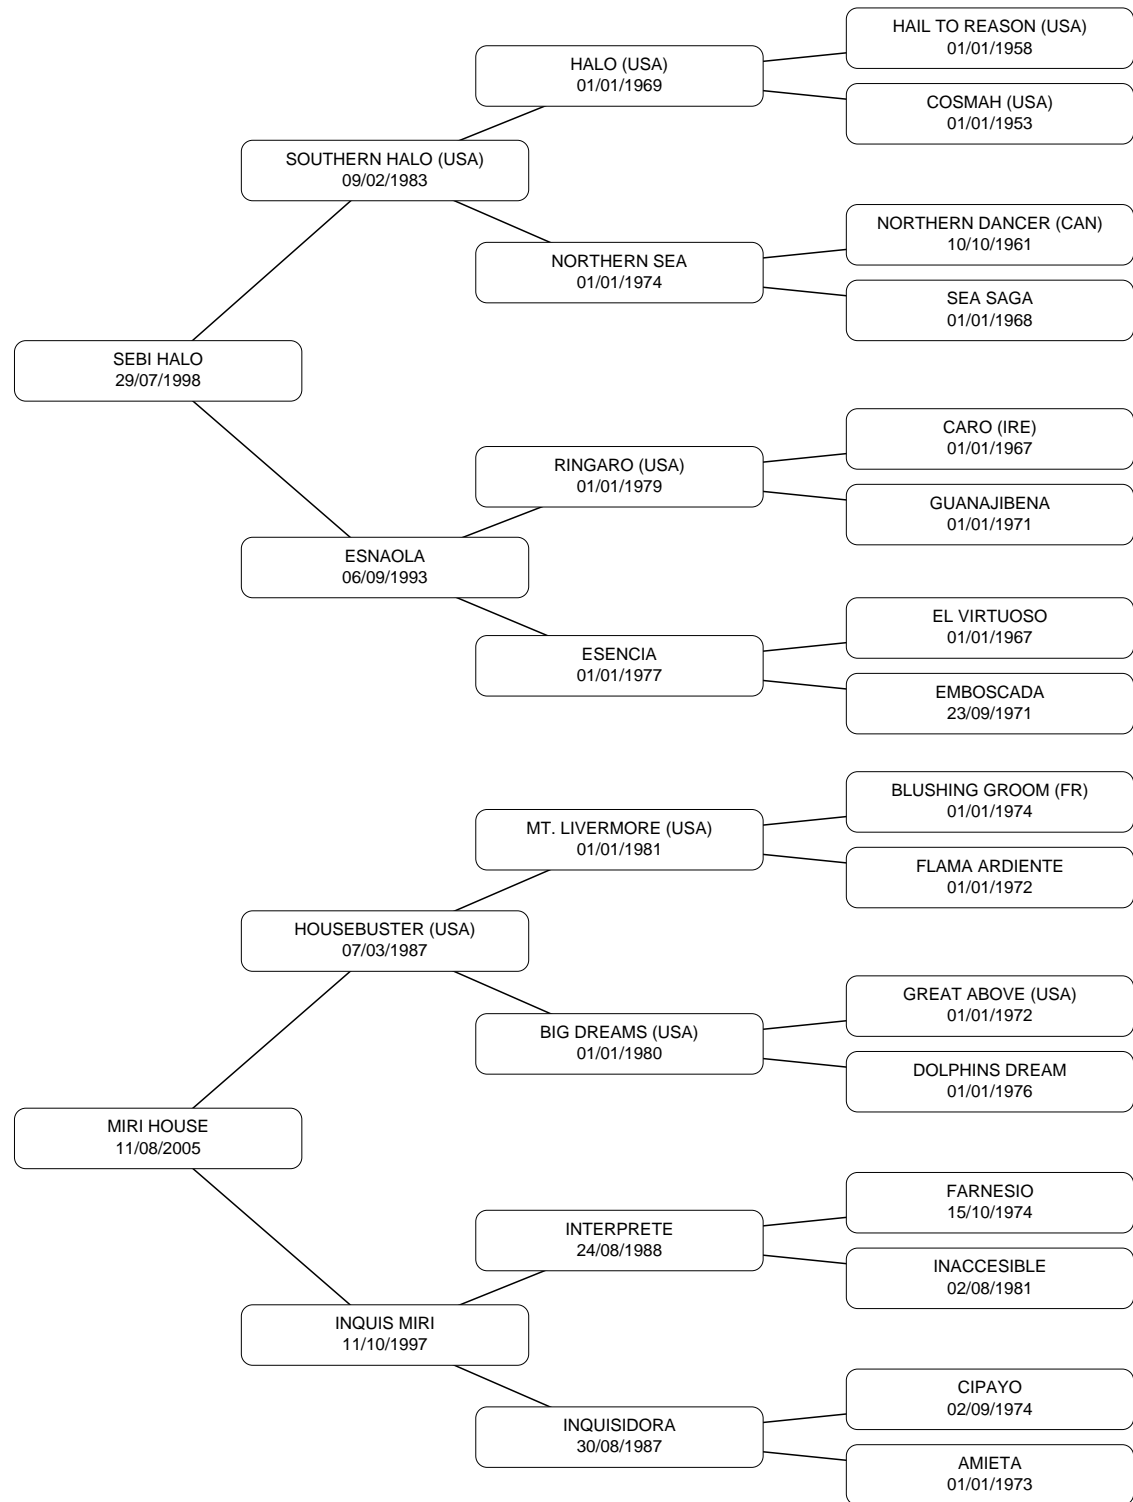 HAIL TO REASON (USA)
01/01/1958
HALO (USA)
01/01/1969
COSMAH (USA)
01/01/1953
SOUTHERN HALO (USA)
09/02/1983
NORTHERN DANCER (CAN)
10/10/1961
NORTHERN SEA
01/01/1974
SEA SAGA
01/01/1968
SEBI HALO
29/07/1998
CARO (IRE)
01/01/1967
RINGARO (USA)
01/01/1979
GUANAJIBENA
01/01/1971
ESNAOLA
06/09/1993
EL VIRTUOSO
01/01/1967
ESENCIA
01/01/1977
EMBOSCADA
23/09/1971
BLUSHING GROOM (FR)
01/01/1974
MT. LIVERMORE (USA)
01/01/1981
FLAMA ARDIENTE
01/01/1972
HOUSEBUSTER (USA)
07/03/1987
GREAT ABOVE (USA)
01/01/1972
BIG DREAMS (USA)
01/01/1980
DOLPHINS DREAM
01/01/1976
MIRI HOUSE
11/08/2005
FARNESIO
15/10/1974
INTERPRETE
24/08/1988
INACCESIBLE
02/08/1981
INQUIS MIRI
11/10/1997
CIPAYO
02/09/1974
INQUISIDORA
30/08/1987
AMIETA
01/01/1973